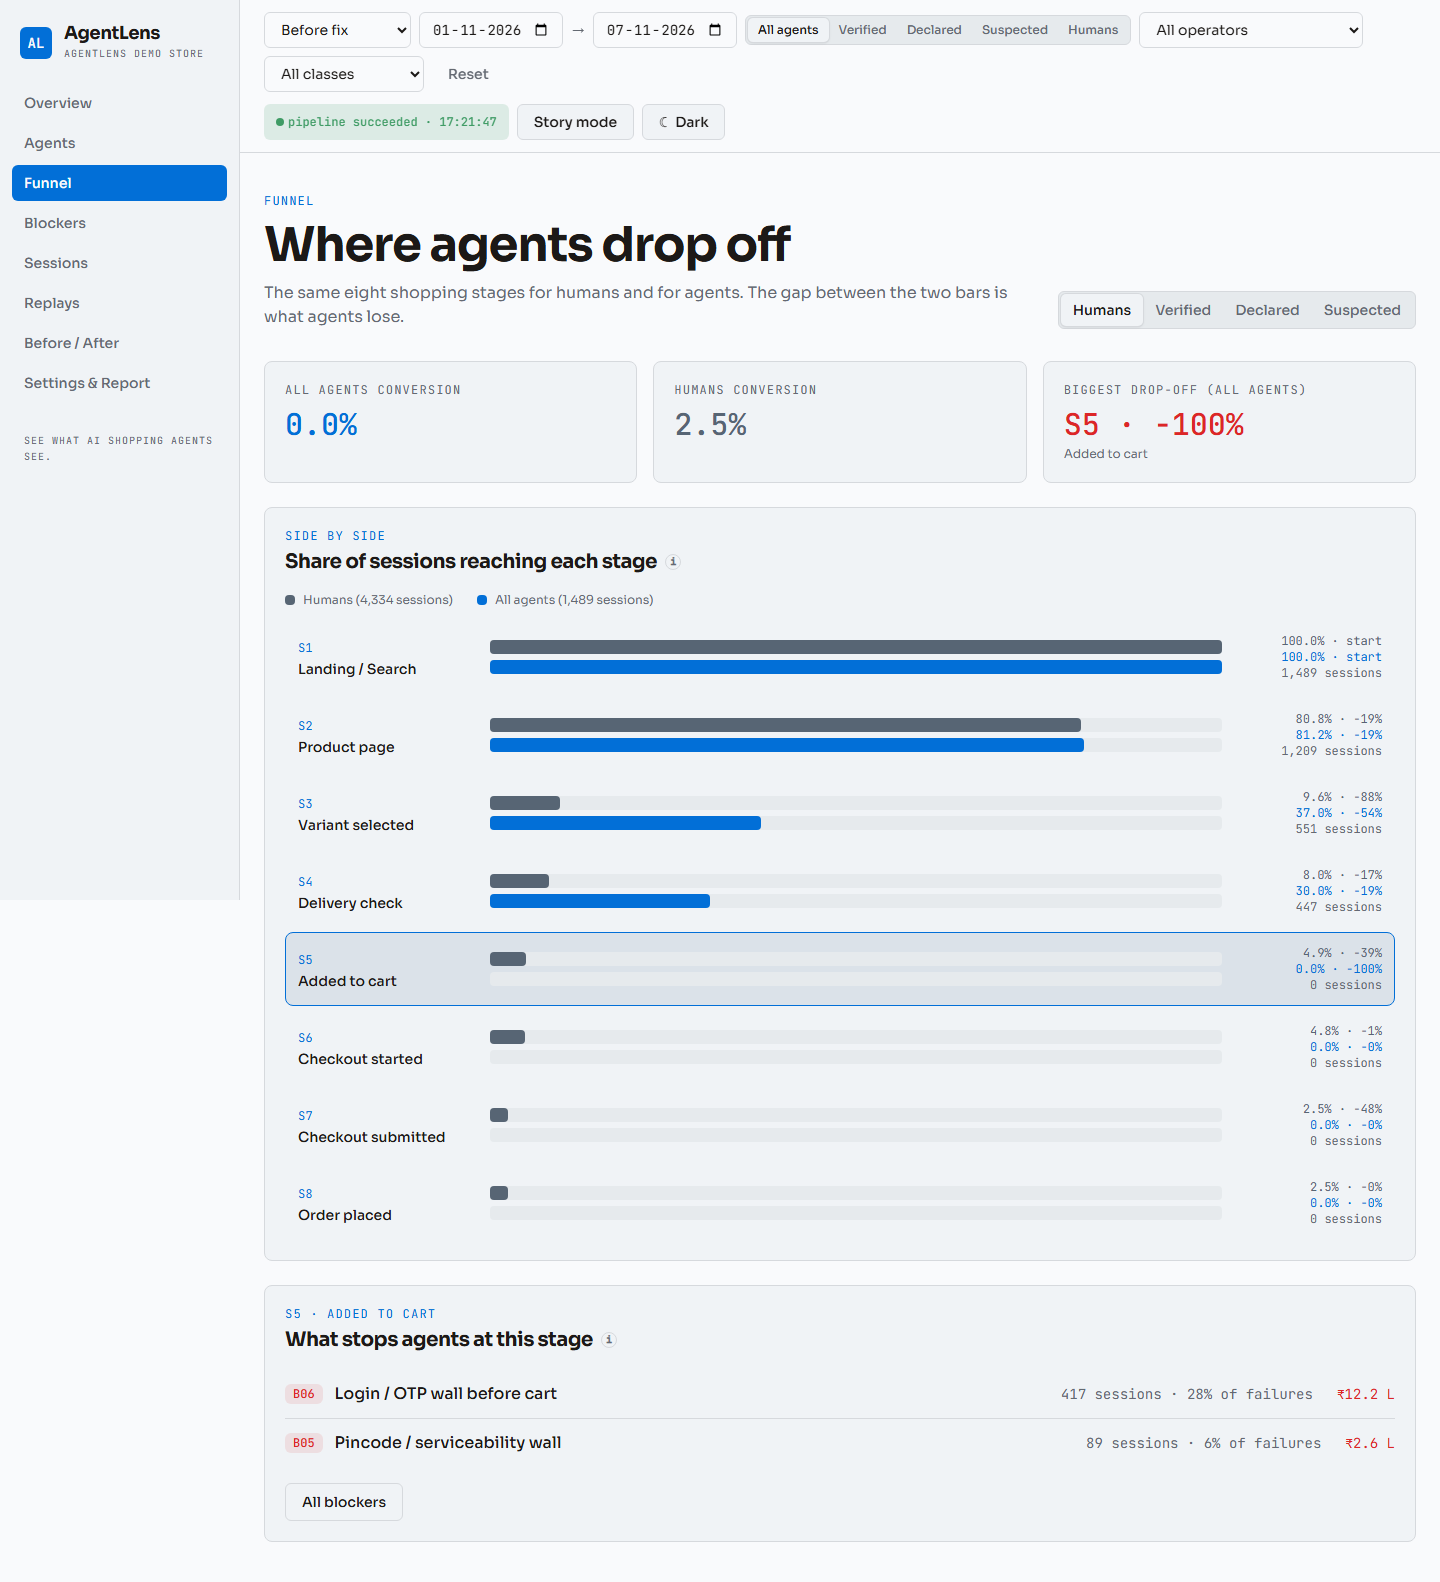 AL
AgentLens
AGENTLENS DEMO STORE
Overview
Agents
Funnel
Blockers
Sessions
Replays
Before / After
Settings & Report
SEE WHAT AI SHOPPING AGENTS
SEE.
Before fix
01-11-2026
→
07-11-2026
All agents
Verified
Declared
Suspected
Humans
All operators
All classes
Reset
pipeline succeeded · 17:21:47
Story mode
☾ Dark
FUNNEL
Where agents drop off
The same eight shopping stages for humans and for agents. The gap between the two bars is
what agents lose.
Humans
Verified
Declared
Suspected
ALL AGENTS CONVERSION
0.0%
HUMANS CONVERSION
2.5%
BIGGEST DROP-OFF (ALL AGENTS)
S5 · -100%
Added to cart
SIDE BY SIDE
Share of sessions reaching each stage i
Humans (4,334 sessions)
All agents (1,489 sessions)
S1
Landing / Search
100.0% · start
100.0% · start
1,489 sessions
S2
Product page
80.8% · -19%
81.2% · -19%
1,209 sessions
S3
Variant selected
9.6% · -88%
37.0% · -54%
551 sessions
S4
Delivery check
8.0% · -17%
30.0% · -19%
447 sessions
S5
Added to cart
4.9% · -39%
0.0% · -100%
0 sessions
S6
Checkout started
4.8% · -1%
0.0% · -0%
0 sessions
S7
Checkout submitted
2.5% · -48%
0.0% · -0%
0 sessions
S8
Order placed
2.5% · -0%
0.0% · -0%
0 sessions
S5 · ADDED TO CART
What stops agents at this stage i
B06 Login / OTP wall before cart 417 sessions · 28% of failures ₹12.2 L
B05 Pincode / serviceability wall 89 sessions · 6% of failures ₹2.6 L
All blockers